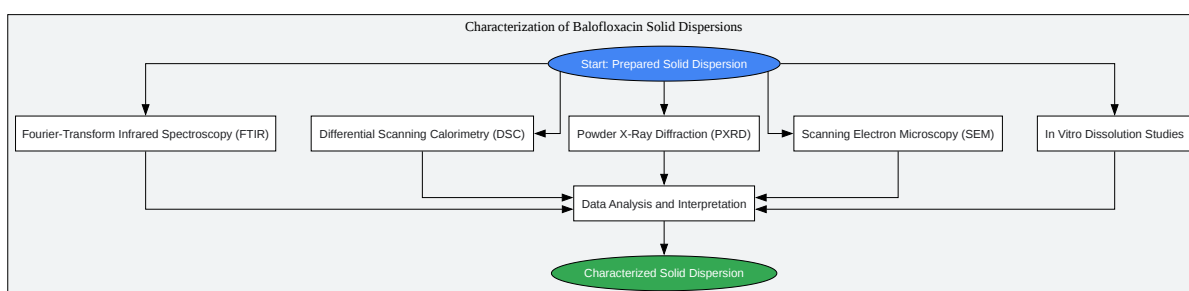 Characterization of Balofloxacin Solid Dispersions
Start: Prepared Solid Dispersion
Fourier-Transform Infrared Spectroscopy (FTIR)
Differential Scanning Calorimetry (DSC)
Powder X-Ray Diffraction (PXRD)
Scanning Electron Microscopy (SEM)
In Vitro Dissolution Studies
Data Analysis and Interpretation
Characterized Solid Dispersion